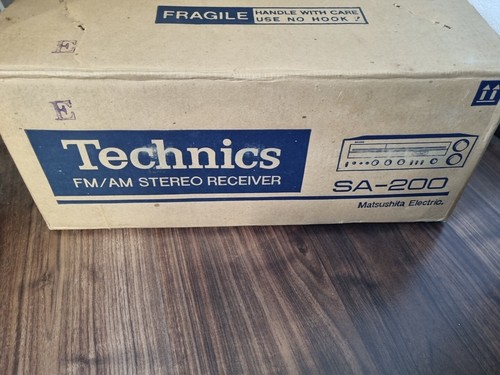 FRAGILE
HANDLE WITH CARE
USE NO HOOK
E
E
Technics
FM/AM STEREO RECEIVER
SA-200
Matsushita Electric